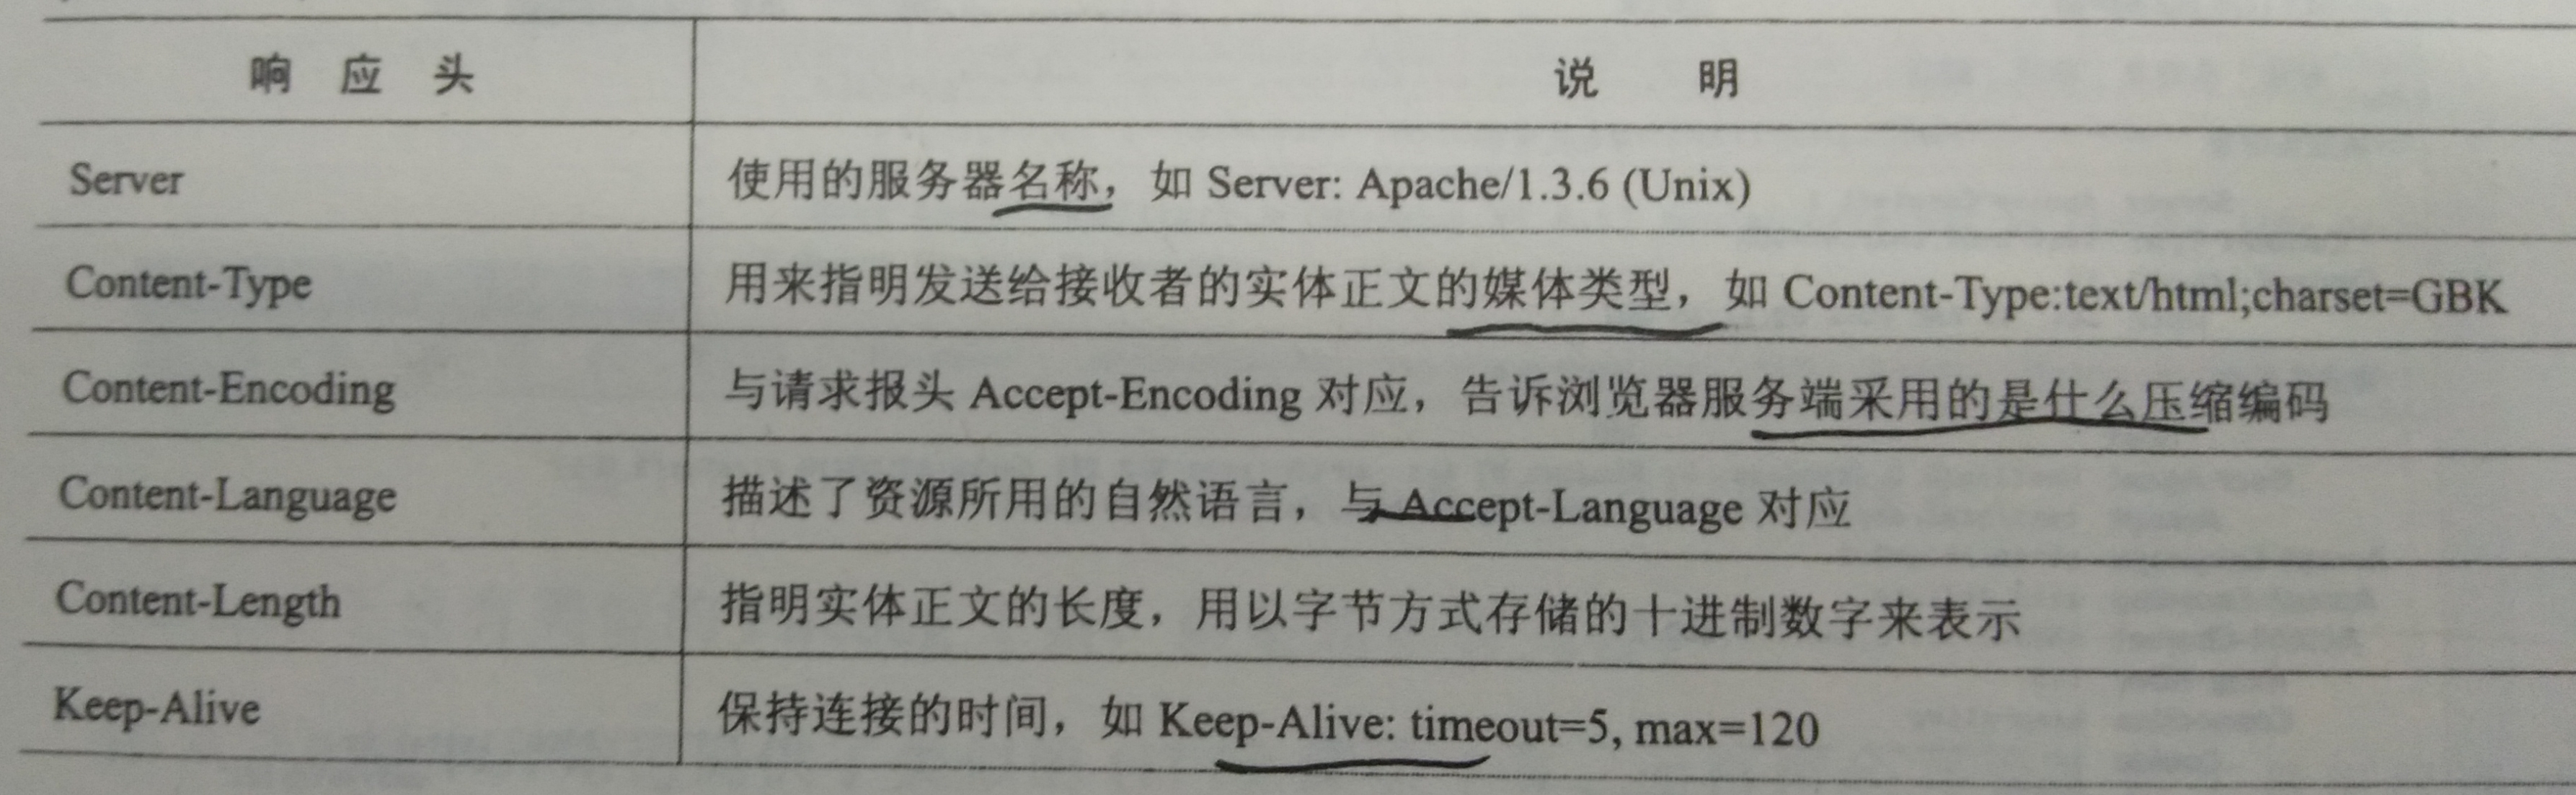 响 应 头 说 明
Server 使用的服务器名称，如 Server: Apache/1.3.6 (Unix)
Content-Type 用来指明发送给接收者的实体正文的媒体类型，如 Content-Type:text/html;charset=GBK
Content-Encoding 与请求报头 Accept-Encoding 对应，告诉浏览器服务端采用的是什么压缩编码
Content-Language 描述了资源所用的自然语言，与 Accept-Language 对应
Content-Length 指明实体正文的长度，用以字节方式存储的十进制数字来表示
Keep-Alive 保持连接的时间，如 Keep-Alive: timeout=5, max=120